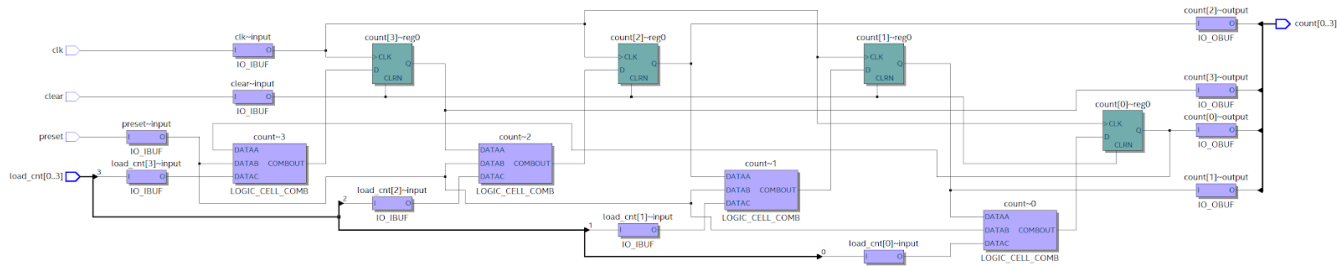 clk
clear
preset
load_cnt[0..3]
3
clk~input
I O
IO_IBUF
clear~input
I O
IO_IBUF
preset~input
I O
IO_IBUF
load_cnt[3]~input
I O
IO_IBUF
count~3
DATAA
DATAB COMBOUT
DATAC
LOGIC_CELL_COMB
count[3]~reg0
>CLK
D Q
CLRN
2
load_cnt[2]~input
I O
IO_IBUF
count~2
DATAA
DATAB COMBOUT
DATAC
LOGIC_CELL_COMB
count[2]~reg0
>CLK
D Q
CLRN
1
load_cnt[1]~input
I O
IO_IBUF
count~1
DATAA
DATAB COMBOUT
DATAC
LOGIC_CELL_COMB
count[1]~reg0
>CLK
D Q
CLRN
0
load_cnt[0]~input
I O
IO_IBUF
count~0
DATAA
DATAB COMBOUT
DATAC
LOGIC_CELL_COMB
count[0]~reg0
>CLK
D Q
CLRN
count[2]~output
I O
IO_OBUF
count[3]~output
I O
IO_OBUF
count[0]~output
I O
IO_OBUF
count[1]~output
I O
IO_OBUF
count[0..3]